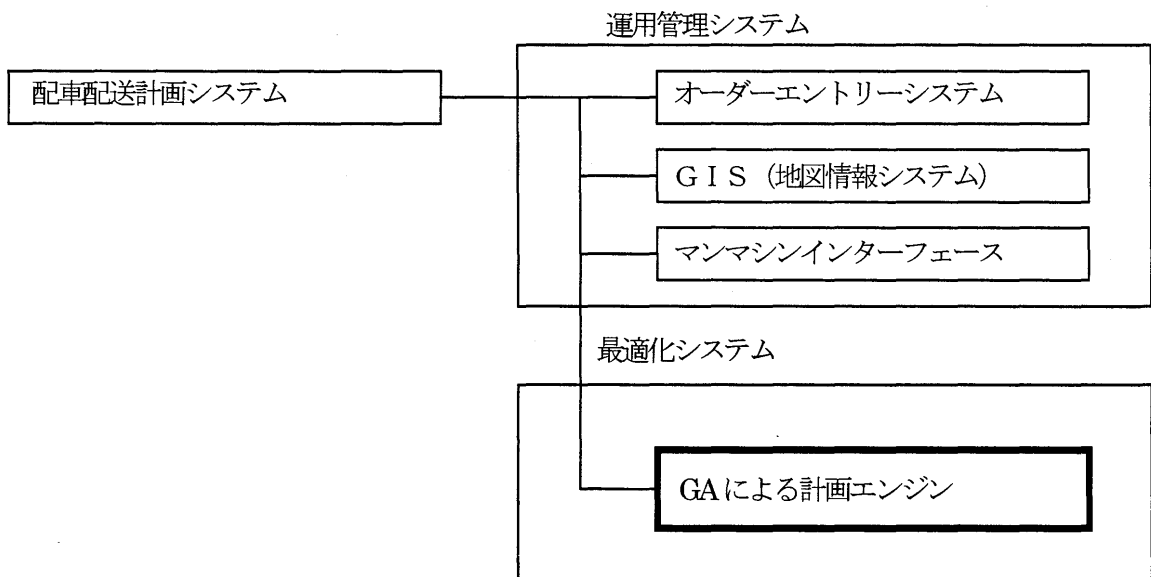 運用管理システム
配車配送計画システム
オーダーエントリーシステム
ＧＩＳ（地図情報システム）
マンマシンインターフェース
最適化システム
GAによる計画エンジン